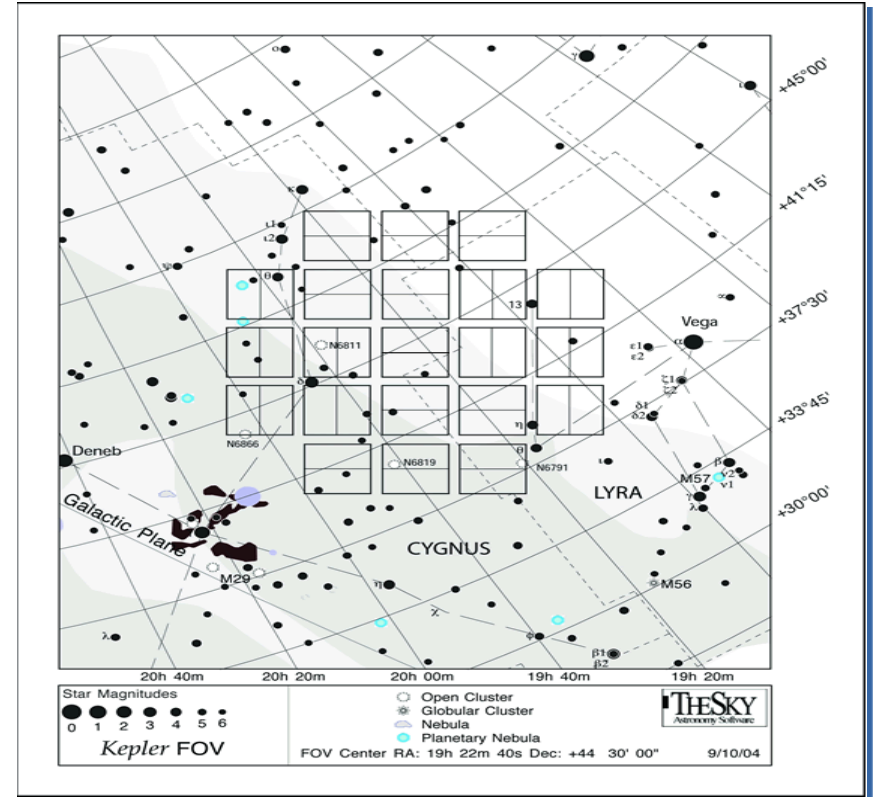 α
γ
ι
+45°00'
κ
+41°15'
ι1
ι2
ψ
θ
+37°30'
13
∝
Vega
α
ε1
ε2
N6811
ζ1
ζ2
δ
+33°45'
δ1
δ2
η
N6866
θ
Deneb
N6819
N6791
ι
β
M57
ν2
ν1
γ
λ
+30°00'
LYRA
Galactic Plane
CYGNUS
M29
η
M56
χ
λ
φ
β1
β2
20h 40m
20h 20m
20h 00m
19h 40m
19h 20m
Star Magnitudes
0 1 2 3 4 5 6
Kepler FOV
Open Cluster
Globular Cluster
Nebula
Planetary Nebula
FOV Center RA: 19h 22m 40s Dec: +44 30' 00"
THESKY
Astronomy Software
9/10/04